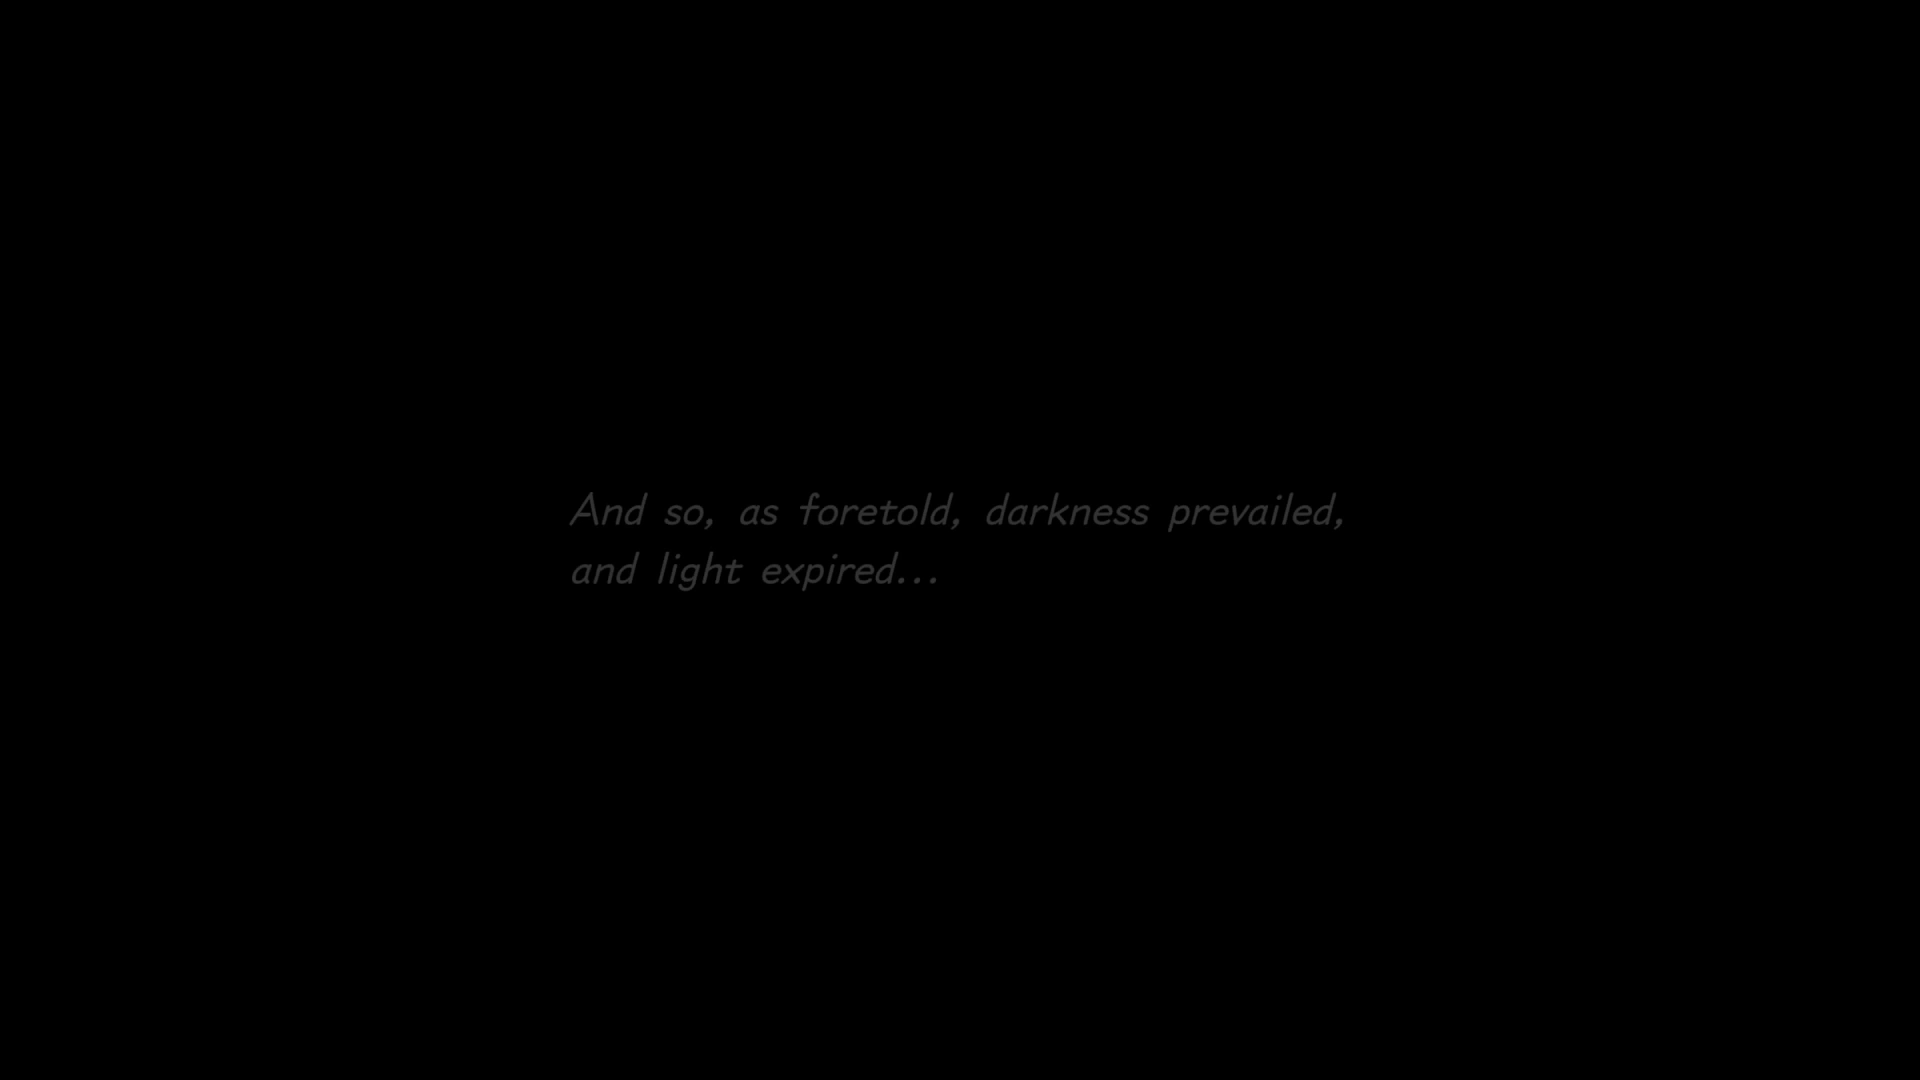 And so, as foretold, darkness prevailed,
and light expired...